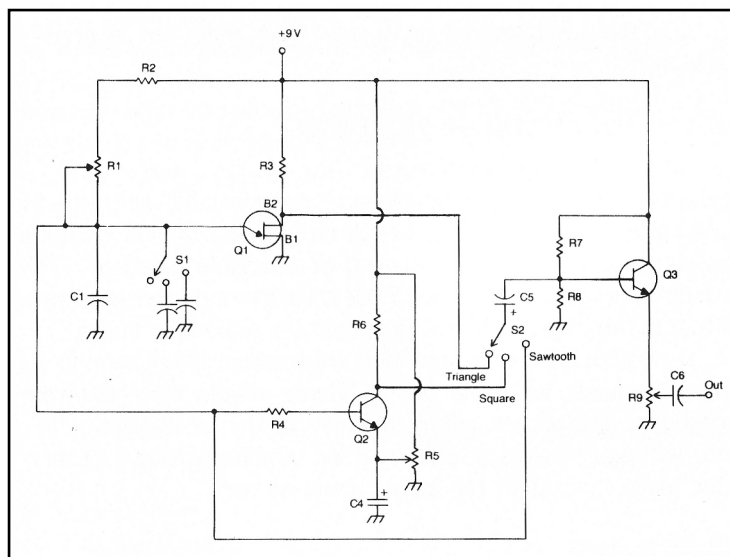 +9 V
R2
R1
R3
B2
Q1
B1
S1
C1
R7
Q3
C5
R8
+
S2
R6
Sawtooth
Triangle
Square
C6
Out
R9
R4
Q2
R5
+
C4